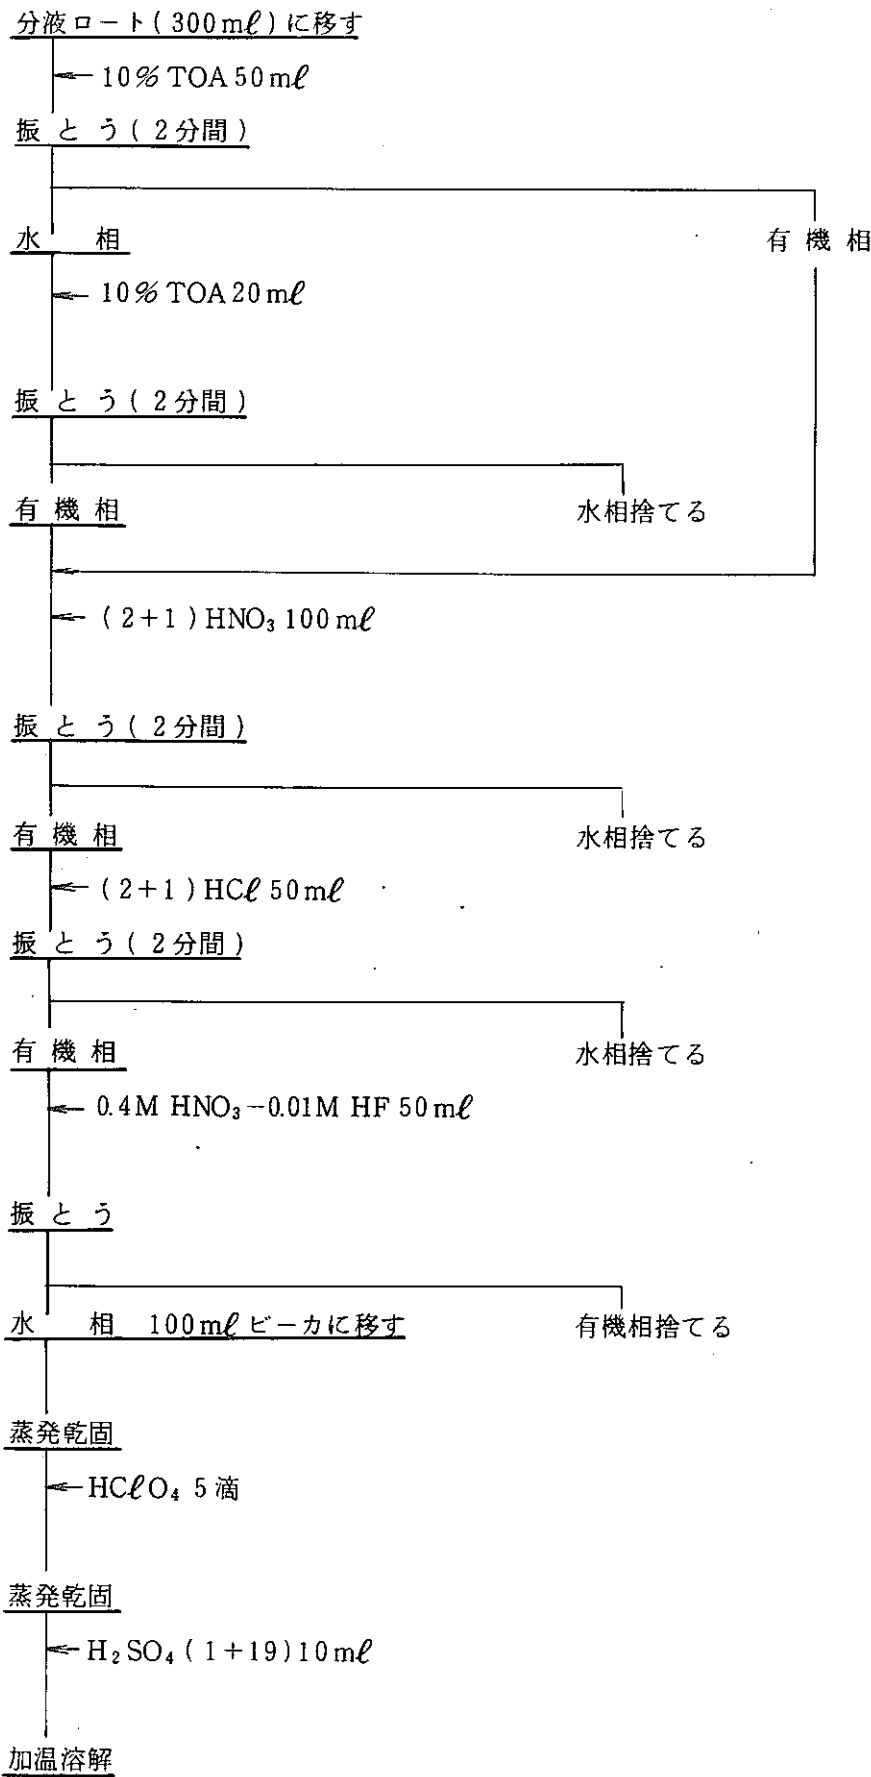 分液ロート(300mℓ)に移す
10% TOA 50mℓ
振とう(2分間)
水相
有機相
10% TOA 20mℓ
振とう(2分間)
有機相
水相捨てる
(2+1)HNO₃ 100mℓ
振とう(2分間)
有機相
水相捨てる
(2+1)HCℓ 50mℓ
振とう(2分間)
有機相
水相捨てる
0.4M HNO₃-0.01M HF 50mℓ
振とう
水相 100mℓビーカに移す
有機相捨てる
蒸発乾固
HCℓO₄ 5滴
蒸発乾固
H₂SO₄(1+19)10mℓ
加温溶解